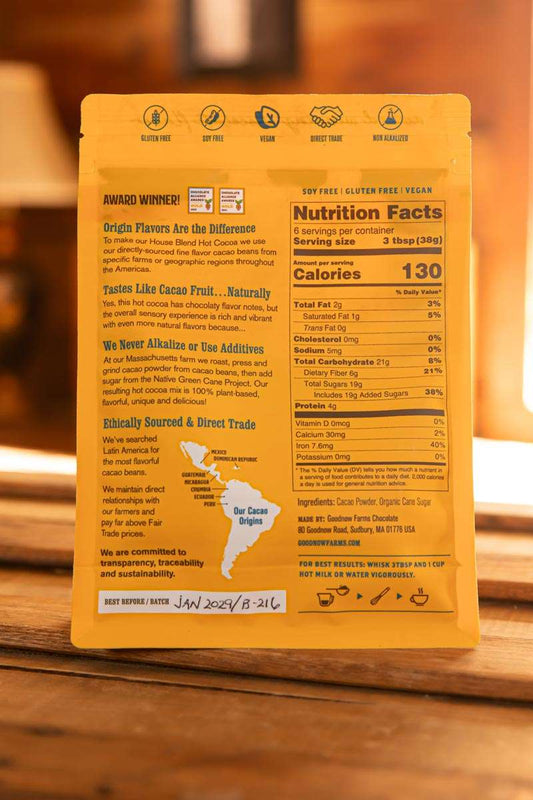 GLUTEN FREE
SOY FREE
VEGAN
DIRECT TRADE
NON ALKALIZED
AWARD WINNER!
Origin Flavors Are the Difference
To make our House Blend Hot Cocoa we use
our directly-sourced fine flavor cacao beans from
specific farms or geographic regions throughout
the Americas.
Tastes Like Cacao Fruit...Naturally
Yes, this hot cocoa has chocolaty flavor notes, but
the overall sensory experience is rich and vibrant
with even more natural flavors because...
We Never Alkalize or Use Additives
At our Massachusetts farm we roast, press and
grind cacao powder from cacao beans, then add
sugar from the Native Green Cane Project. Our
resulting hot cocoa mix is 100% plant-based,
flavorful, unique and delicious!
Ethically Sourced & Direct Trade
We've searched
Latin America for
the most flavorful
cacao beans.
We maintain direct
relationships with
our farmers and
pay far above Fair
Trade prices.
We are committed to
transparency, traceability
and sustainability.
MEXICO
DOMINICAN REPUBLIC
GUATEMALA
NICARAGUA
COLUMBIA
ECUADOR
PERU
Our Cacao
Origins
BEST BEFORE / BATCH JAN 2029/B-216
SOY FREE | GLUTEN FREE | VEGAN
Nutrition Facts
6 servings per container
Serving size 3 tbsp (38g)
Amount per serving
Calories 130
% Daily Value*
Total Fat 2g 3%
Saturated Fat 1g 5%
Trans Fat 0g
Cholesterol 0mg 0%
Sodium 5mg 0%
Total Carbohydrate 21g 8%
Dietary Fiber 6g 21%
Total Sugars 19g
Includes 19g Added Sugars 38%
Protein 4g
Vitamin D 0mcg 0%
Calcium 30mg 2%
Iron 7.6mg 40%
Potassium 0mg 0%
* The % Daily Value (DV) tells you how much a nutrient in
a serving of food contributes to a daily diet. 2,000 calories
a day is used for general nutrition advice.
Ingredients: Cacao Powder, Organic Cane Sugar
MADE BY: Goodnow Farms Chocolate
80 Goodnow Road, Sudbury, MA 01776 USA
GOODNOWFARMS.COM
FOR BEST RESULTS: WHISK 3TBSP AND 1 CUP
HOT MILK OR WATER VIGOROUSLY.